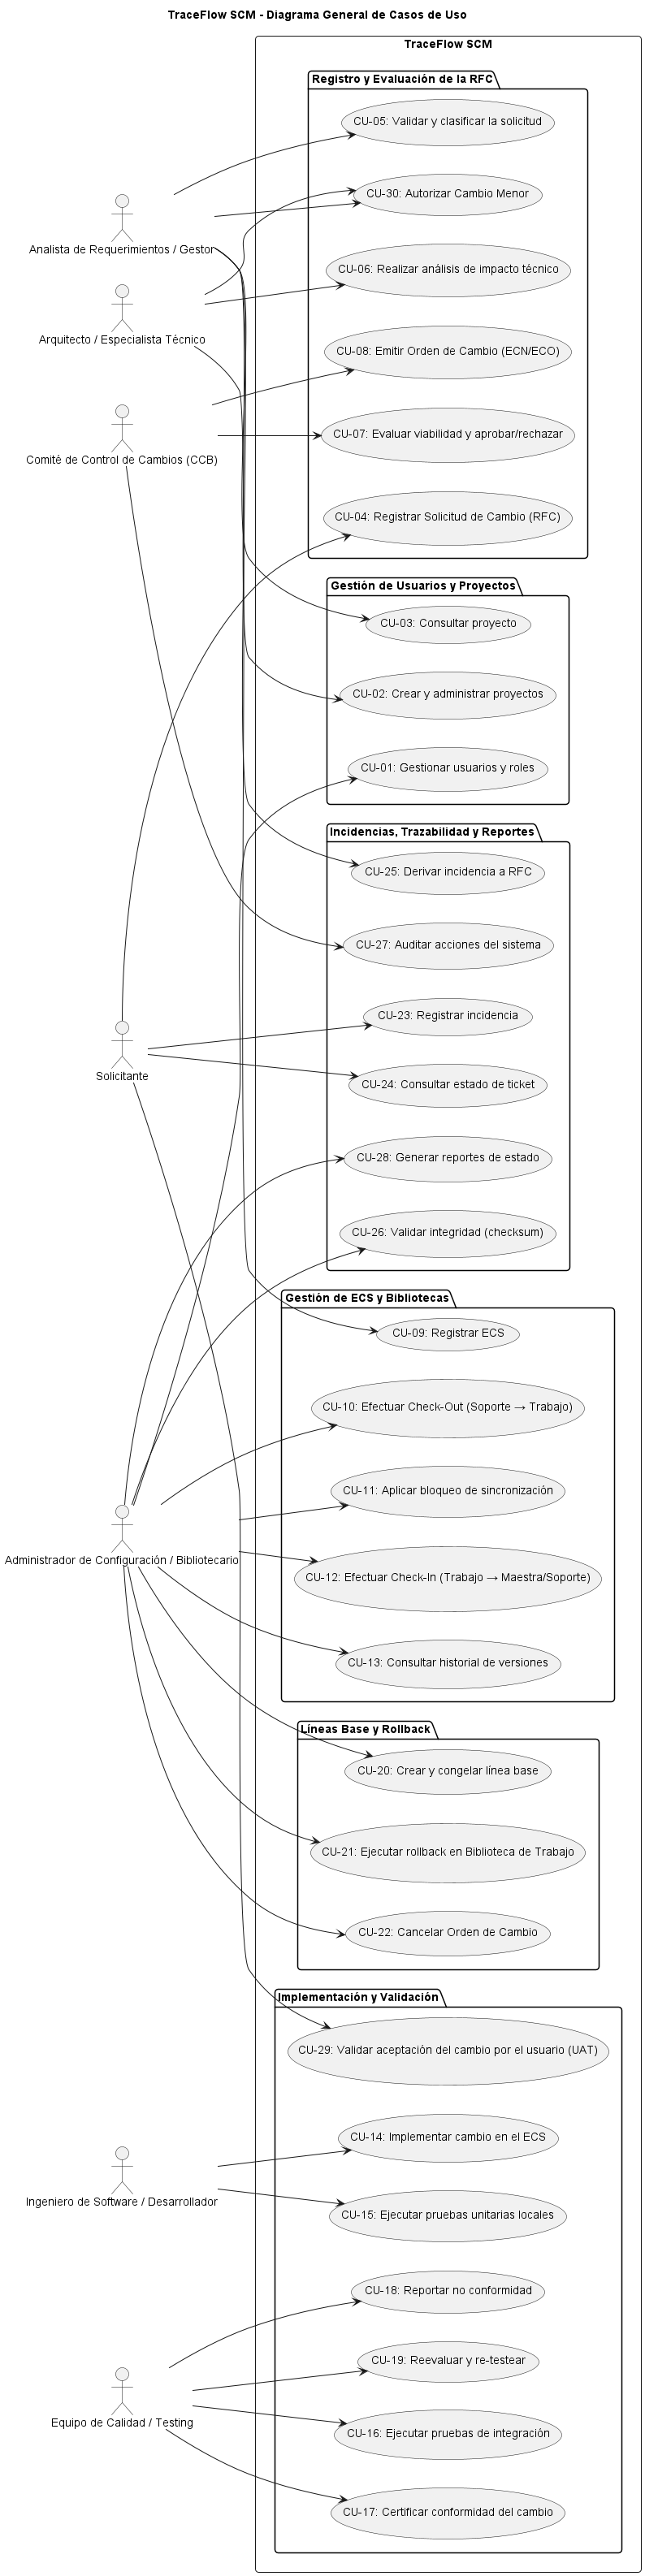 TraceFlow SCM - Diagrama General de Casos de Uso
TraceFlow SCM
Registro y Evaluación de la RFC
CU-05: Validar y clasificar la solicitud
CU-30: Autorizar Cambio Menor
Analista de Requerimientos / Gestor
CU-06: Realizar análisis de impacto técnico
Arquitecto / Especialista Técnico
CU-08: Emitir Orden de Cambio (ECN/ECO)
CU-07: Evaluar viabilidad y aprobar/rechazar
Comité de Control de Cambios (CCB)
CU-04: Registrar Solicitud de Cambio (RFC)
Gestión de Usuarios y Proyectos
CU-03: Consultar proyecto
CU-02: Crear y administrar proyectos
CU-01: Gestionar usuarios y roles
Incidencias, Trazabilidad y Reportes
CU-25: Derivar incidencia a RFC
CU-27: Auditar acciones del sistema
CU-23: Registrar incidencia
Solicitante
CU-24: Consultar estado de ticket
CU-28: Generar reportes de estado
CU-26: Validar integridad (checksum)
Gestión de ECS y Bibliotecas
CU-09: Registrar ECS
CU-10: Efectuar Check-Out (Soporte → Trabajo)
CU-11: Aplicar bloqueo de sincronización
Administrador de Configuración / Bibliotecario
CU-12: Efectuar Check-In (Trabajo → Maestra/Soporte)
CU-13: Consultar historial de versiones
Líneas Base y Rollback
CU-20: Crear y congelar línea base
CU-21: Ejecutar rollback en Biblioteca de Trabajo
CU-22: Cancelar Orden de Cambio
Implementación y Validación
CU-29: Validar aceptación del cambio por el usuario (UAT)
CU-14: Implementar cambio en el ECS
Ingeniero de Software / Desarrollador
CU-15: Ejecutar pruebas unitarias locales
CU-18: Reportar no conformidad
CU-19: Reevaluar y re-testear
Equipo de Calidad / Testing
CU-16: Ejecutar pruebas de integración
CU-17: Certificar conformidad del cambio